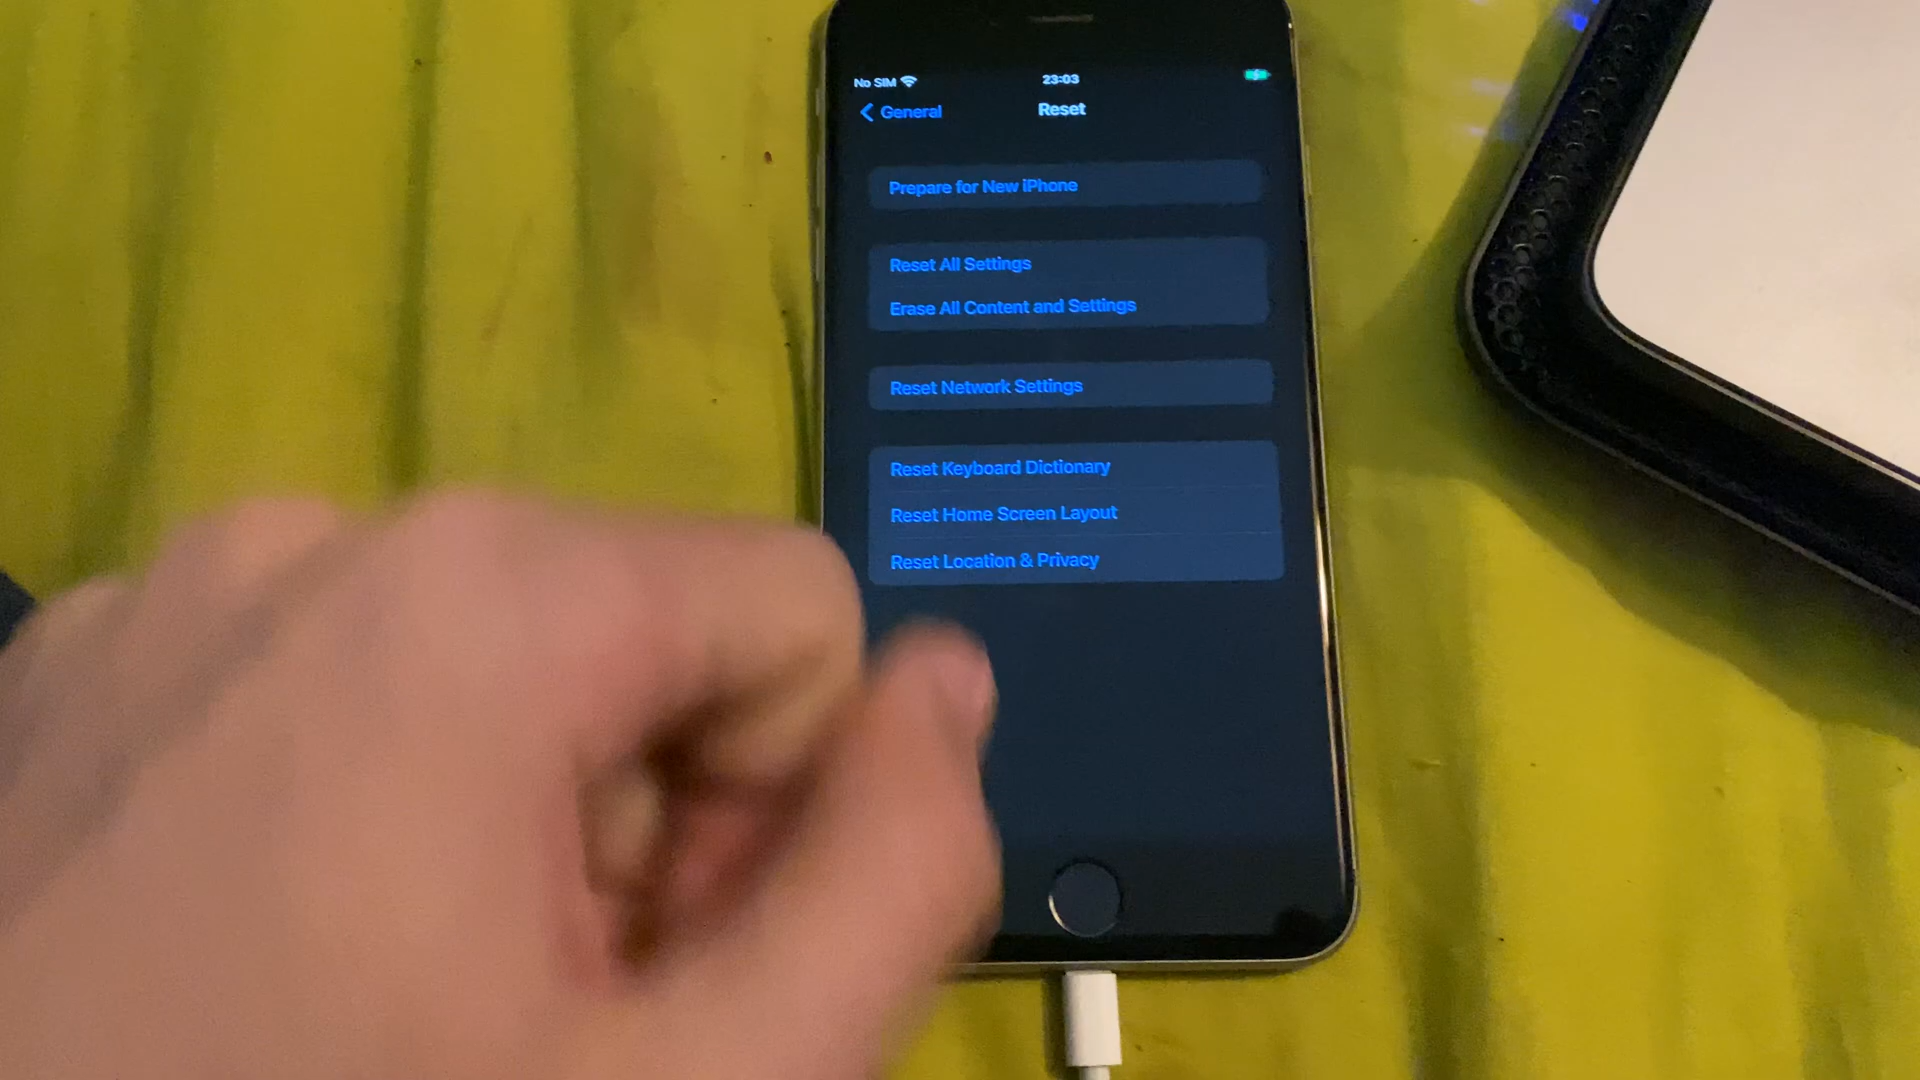 No SIM
23:03
General
Reset
Prepare for New iPhone
Reset All Settings
Erase All Content and Settings
Reset Network Settings
Reset Keyboard Dictionary
Reset Home Screen Layout
Reset Location & Privacy